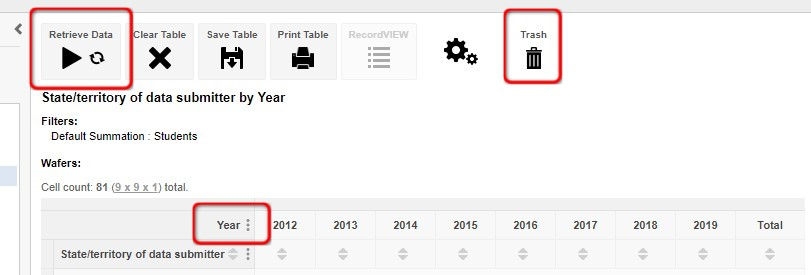 Retrieve Data Clear Table Save Table Print Table RecordVIEW Trash
State/territory of data submitter by Year
Filters:
Default Summation : Students
Wafers:
Cell count: 81 (9 x 9 x 1) total.
Year 2012 2013 2014 2015 2016 2017 2018 2019 Total
State/territory of data submitter